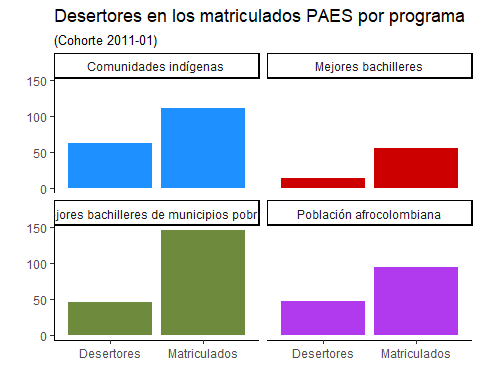 Desertores en los matriculados PAES por programa
(Cohorte 2011-01)
Comunidades indígenas
Mejores bachilleres
150
100
50
0
jores bachilleres de municipios pobr
Población afrocolombiana
150
100
50
0
Desertores Matriculados
Desertores Matriculados